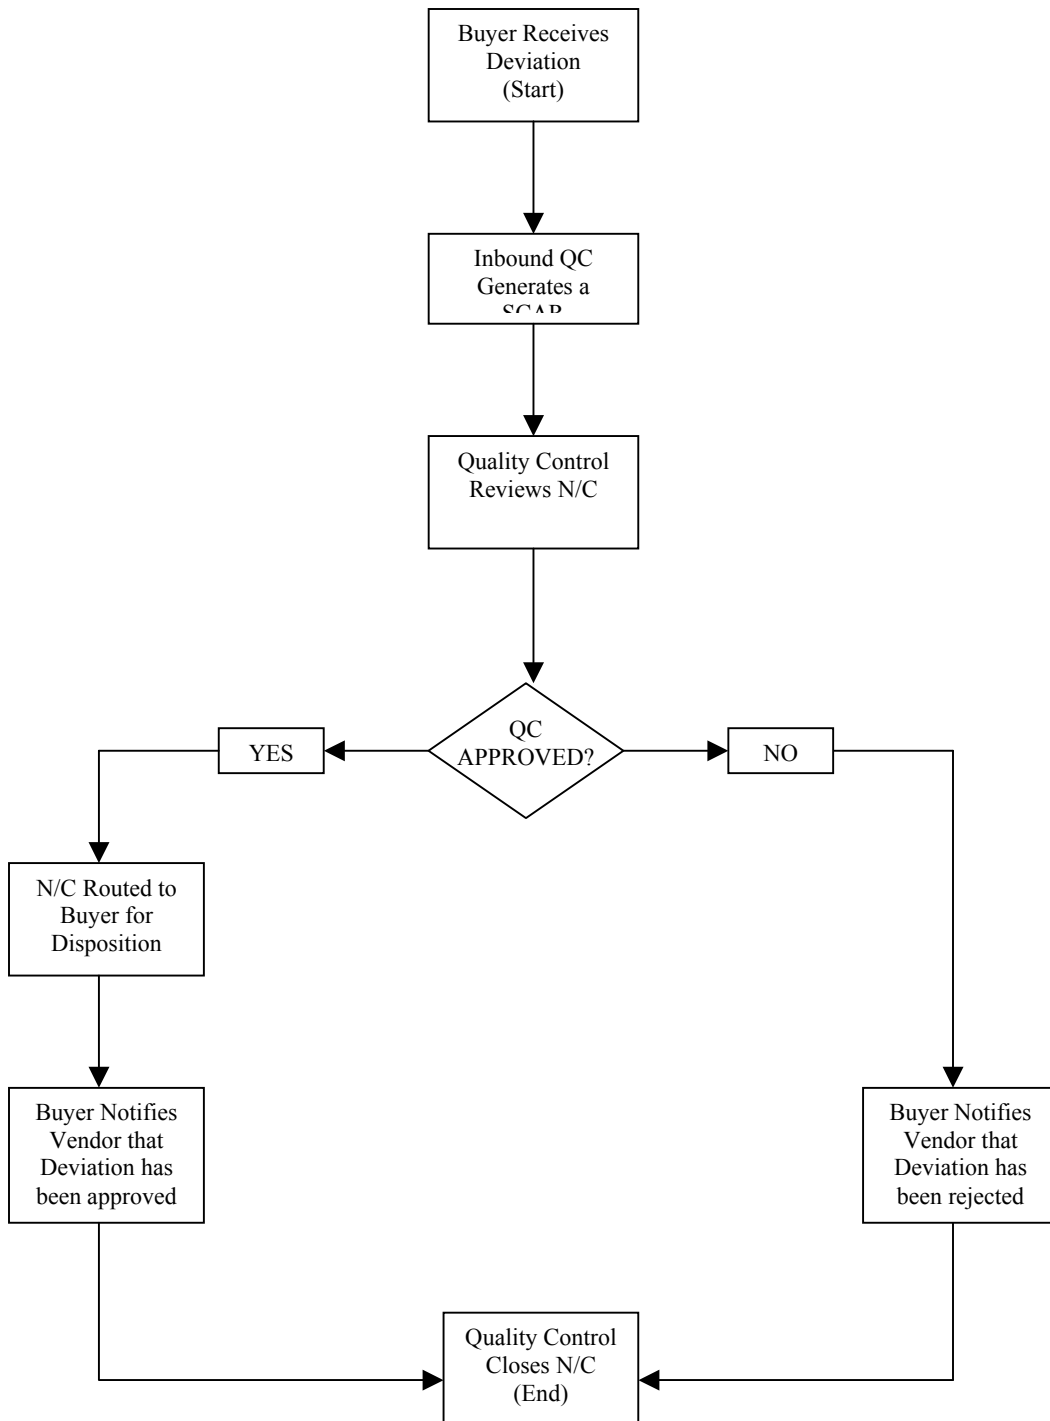 Buyer Receives
Deviation
(Start)
Inbound QC
Generates a
Quality Control
Reviews N/C
QC
APPROVED?
YES
NO
N/C Routed to
Buyer for
Disposition
Buyer Notifies
Vendor that
Deviation has
been approved
Buyer Notifies
Vendor that
Deviation has
been rejected
Quality Control
Closes N/C
(End)